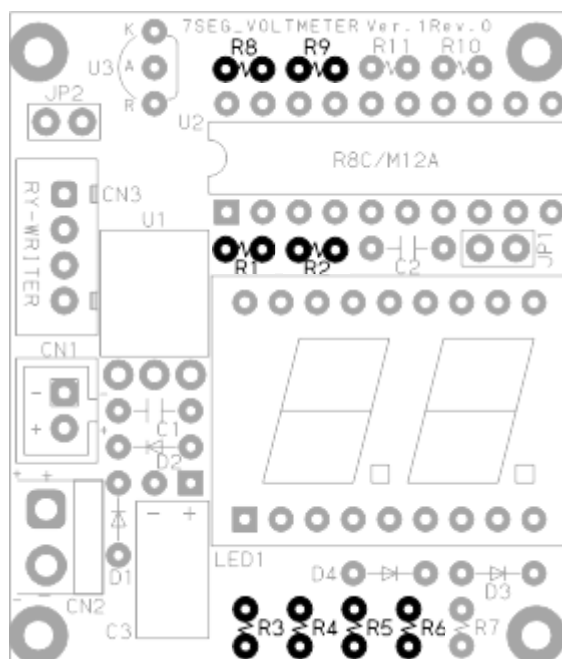 7SEG_VOLTMETER Ver.1Rev.0
K
U3 A
R
R8 R9 R11 R10
JP2
U2
R8C/M12A
CN3
RY-WRITER
U1
R1 R2 C2 JP1
CN1
-
-
+
+
C1
D2
+ +
- +
LED1
D1
D4 D3
- -
CN2
C3
R3 R4 R5 R6 R7